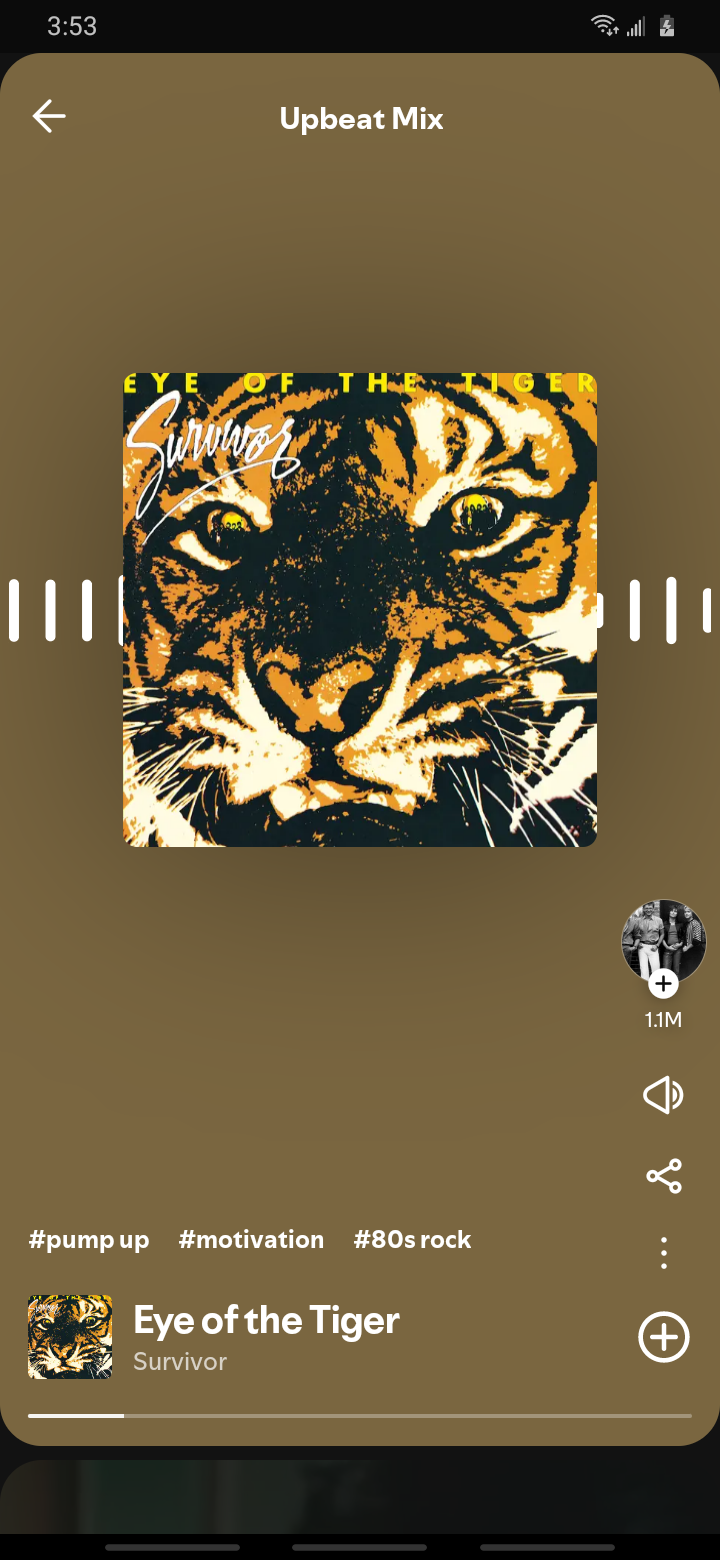 3:53
Upbeat Mix
EYE OF THE TIGER
Survivor
1.1M
#pump up #motivation #80s rock
Eye of the Tiger
Survivor